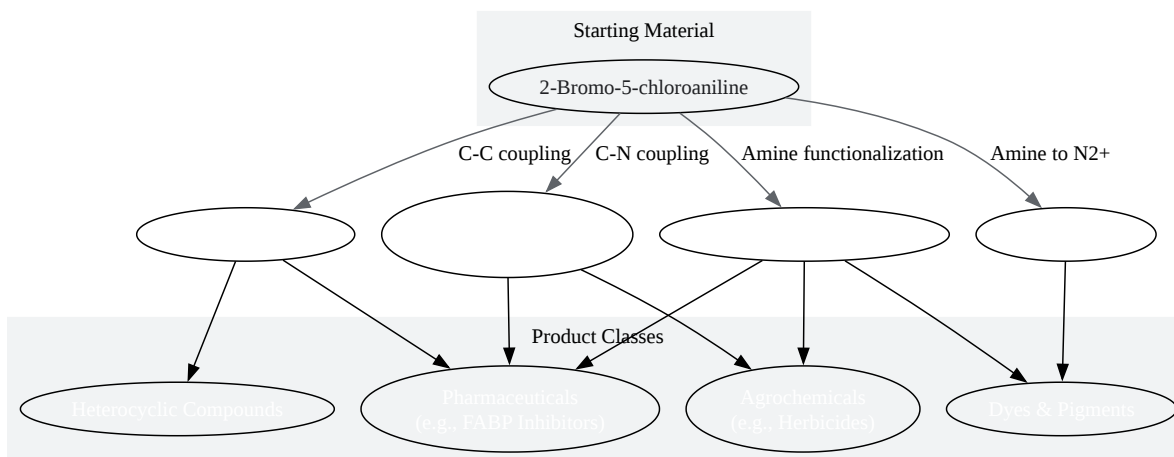 Starting Material
2-Bromo-5-chloroaniline
C-C coupling
C-N coupling
Amine functionalization
Amine to N2+
Product Classes
Heterocyclic Compounds
Pharmaceuticals
(e.g., FABP Inhibitors)
Agrochemicals
(e.g., Herbicides)
Dyes & Pigments